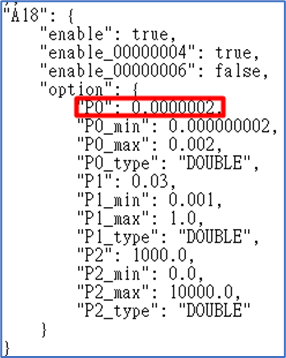 },
"A18": {
"enable": true,
"enable_00000004": true,
"enable_00000006": false,
"option": {
"P0": 0.0000002,
"P0_min": 0.000000002,
"P0_max": 0.002,
"P0_type": "DOUBLE",
"P1": 0.03,
"P1_min": 0.001,
"P1_max": 1.0,
"P1_type": "DOUBLE",
"P2": 1000.0,
"P2_min": 0.0,
"P2_max": 10000.0,
"P2_type": "DOUBLE"
}
}